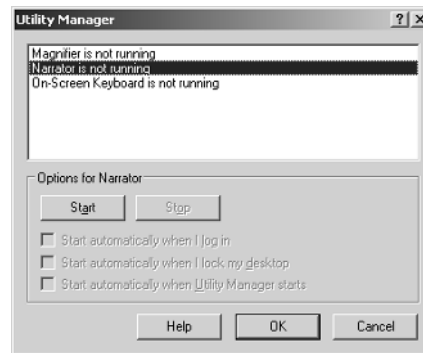 Utility Manager
Magnifier is not running
Narrator is not running
On-Screen Keyboard is not running
Options for Narrator
Start Stop
Start automatically when I log in
Start automatically when I lock my desktop
Start automatically when Utility Manager starts
Help OK Cancel